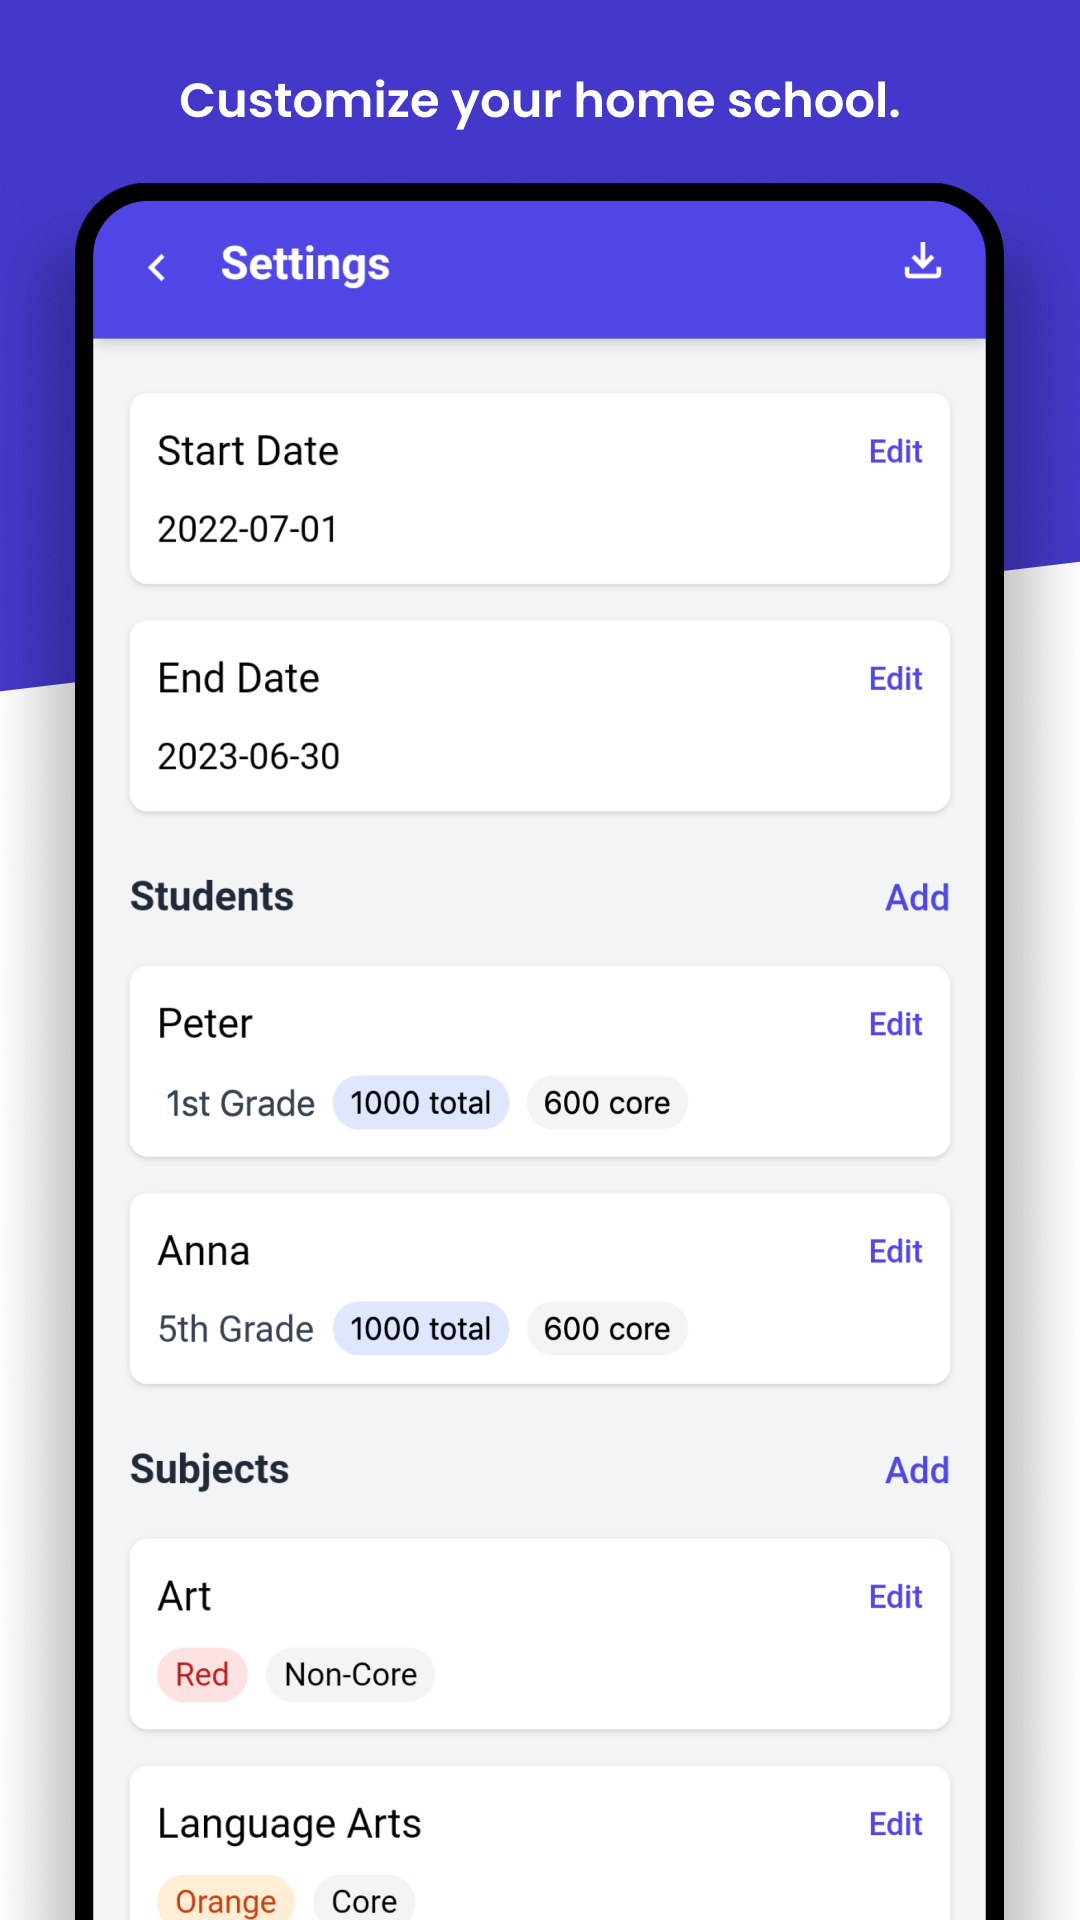 Customize your home school.
Settings
Start Date Edit
2022-07-01
End Date Edit
2023-06-30
Students Add
Peter Edit
1st Grade 1000 total 600 core
Anna Edit
5th Grade 1000 total 600 core
Subjects Add
Art Edit
Red Non-Core
Language Arts Edit
Orange Core